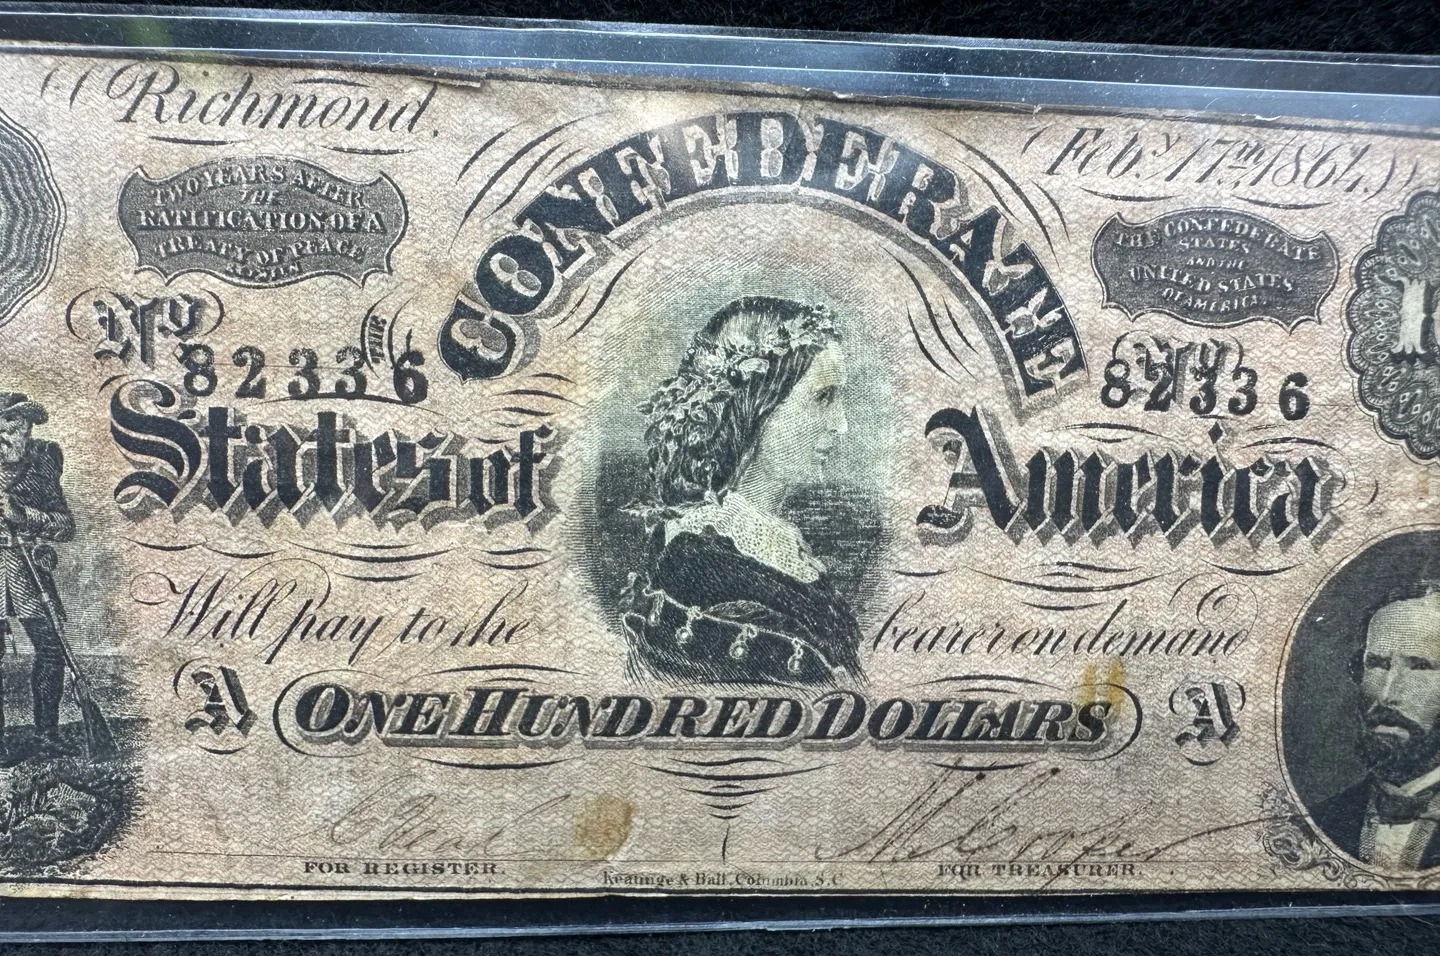 Richmond.
Feb.y 17th 1864.
TWO YEARS AFTER
THE
RATIFICATION OF A
TREATY OF PEACE
THE CONFEDERATE
STATES
AND THE
UNITED STATES
OF AMERICA.
THE
CONFEDERATE
No 82336
No 82336
States of America
Will pay to the bearer on demand
A ONE HUNDRED DOLLARS A
FOR REGISTER.
Keatinge & Ball, Columbia, S.C
FOR TREASURER.